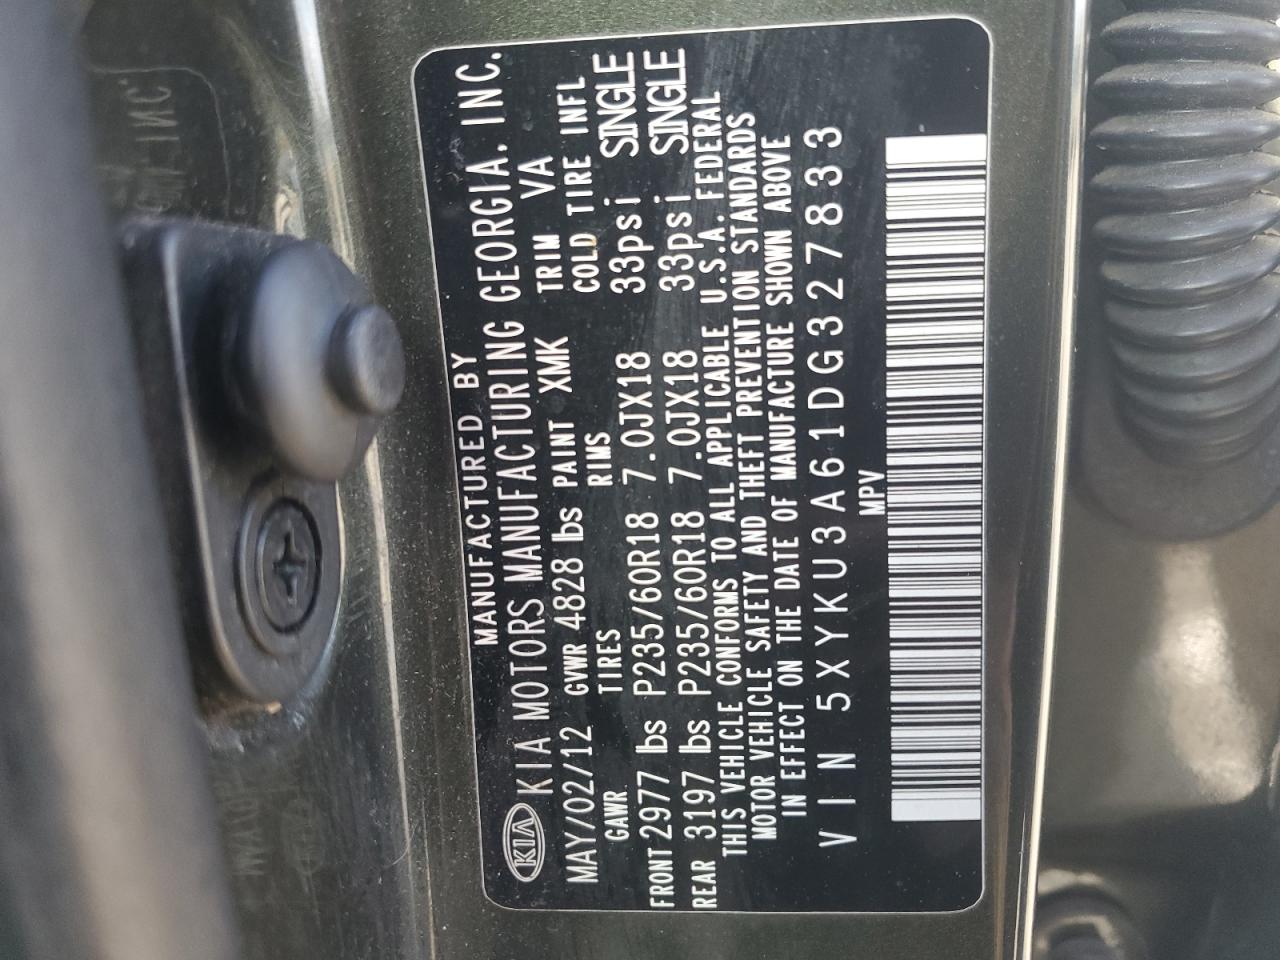 MANUFACTURED BY
KIA KIA MOTORS MANUFACTURING GEORGIA, INC.
MAY/02/12 GVWR 4828 lbs PAINT XMK TRIM VA
GAWR TIRES RIMS COLD TIRE INFL
FRONT 2977 lbs P235/60R18 7.0JX18 33psi SINGLE
REAR 3197 lbs P235/60R18 7.0JX18 33psi SINGLE
THIS VEHICLE CONFORMS TO ALL APPLICABLE U.S.A. FEDERAL
MOTOR VEHICLE SAFETY AND THEFT PREVENTION STANDARDS
IN EFFECT ON THE DATE OF MANUFACTURE SHOWN ABOVE
VIN 5XYKU3A61DG327833
MPV